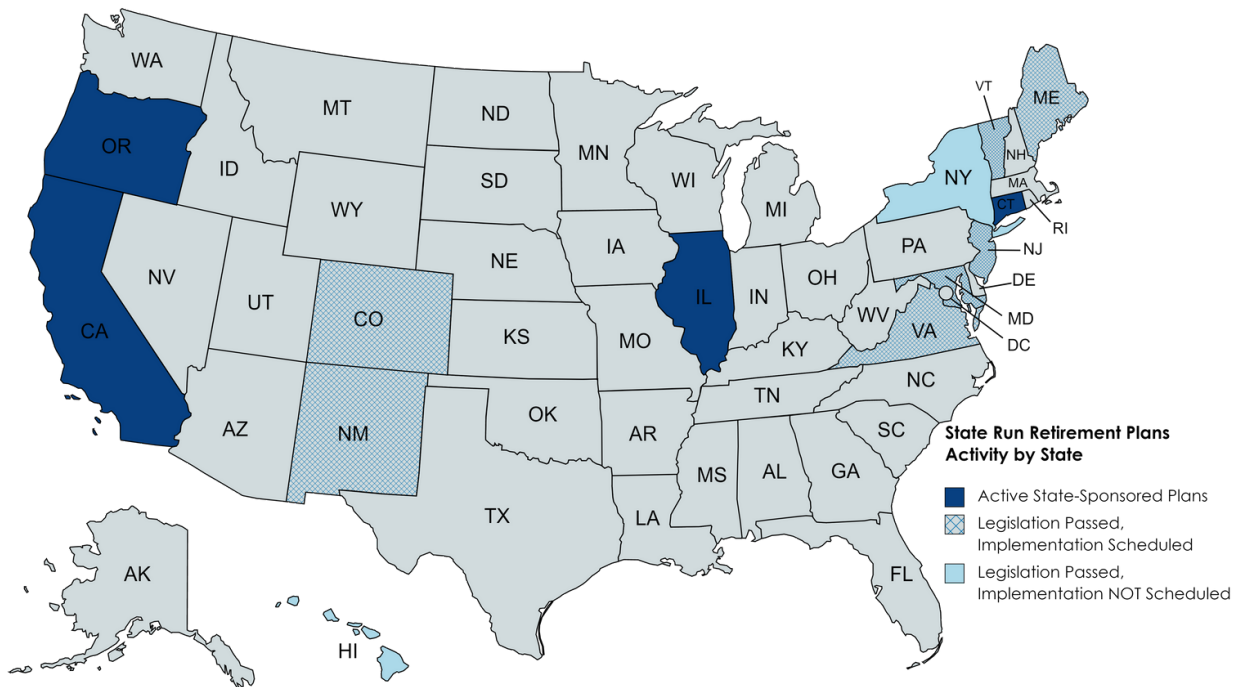 WA
MT
ND
MN
VT
ME
OR
ID
SD
WI
NH
NY
MA
WY
MI
CT
RI
IA
PA
NJ
NE
NV
OH
UT
IL
IN
DE
CO
WV
MD
CA
KS
MO
VA
DC
KY
NC
TN
AZ
NM
OK
AR
SC
State Run Retirement Plans
Activity by State
MS
AL
GA
Active State-Sponsored Plans
TX
LA
Legislation Passed,
Implementation Scheduled
AK
FL
Legislation Passed,
Implementation NOT Scheduled
HI